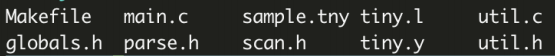 Makefile main.c sample.tny tiny.l util.c
globals.h parse.h scan.h tiny.y util.h